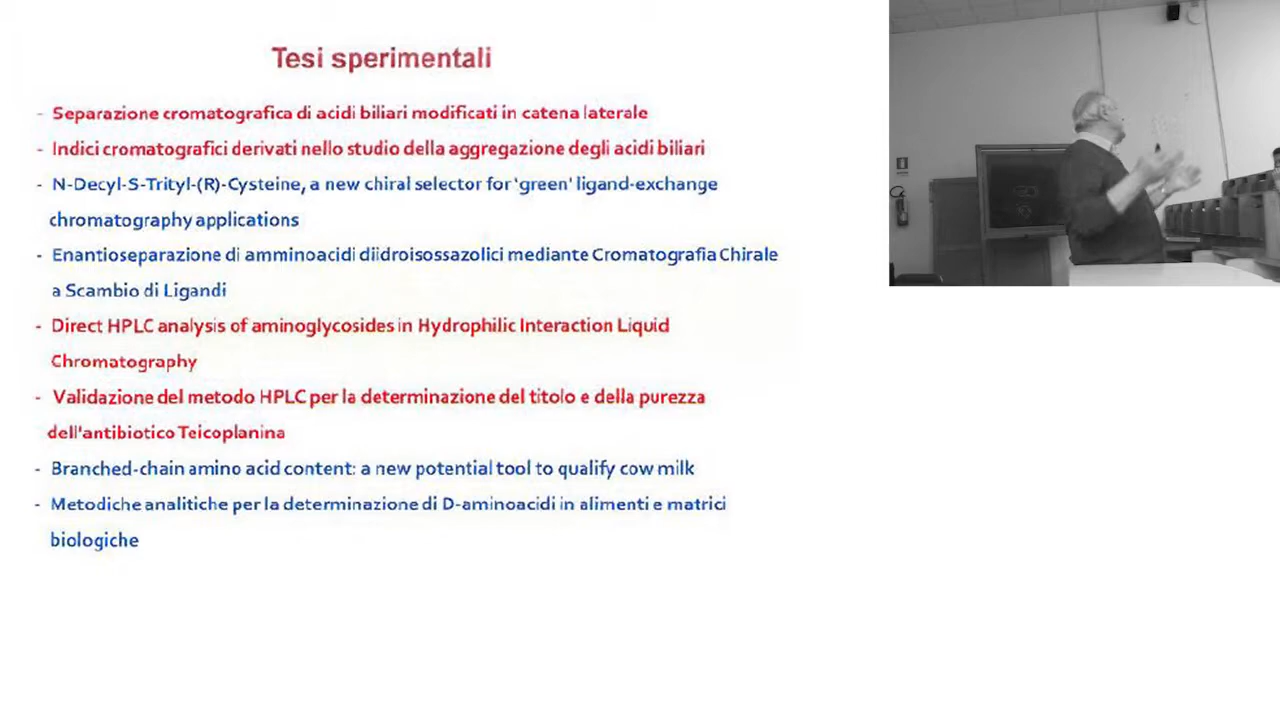 Tesi sperimentali
- Separazione cromatografica di acidi biliari modificati in catena laterale
- Indici cromatografici derivati nello studio della aggregazione degli acidi biliari
- N-Decyl-S-Trityl-(R)-Cysteine, a new chiral selector for 'green' ligand-exchange
chromatography applications
- Enantioseparazione di amminoacidi diidroisossazolici mediante Cromatografia Chirale
a Scambio di Ligandi
- Direct HPLC analysis of aminoglycosides in Hydrophilic Interaction Liquid
Chromatography
- Validazione del metodo HPLC per la determinazione del titolo e della purezza
dell'antibiotico Teicoplanina
- Branched-chain amino acid content: a new potential tool to qualify cow milk
- Metodiche analitiche per la determinazione di D-aminoacidi in alimenti e matrici
biologiche